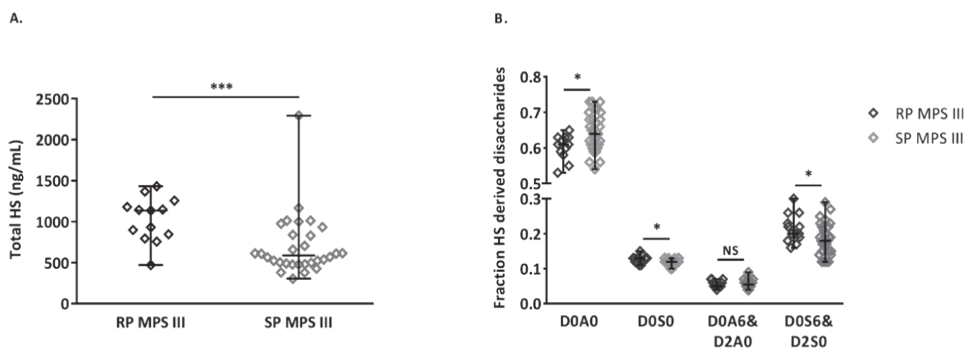 A.
B.
***
Total HS (ng/mL)
2500
2000
1500
1000
500
0
RP MPS III
SP MPS III
Fraction HS derived disaccharides
0.8
0.7
0.6
0.5
0.3
0.2
0.1
0.0
*
*
NS
*
D0A0
D0S0
D0A6&
D2A0
D0S6&
D2S0
RP MPS III
SP MPS III